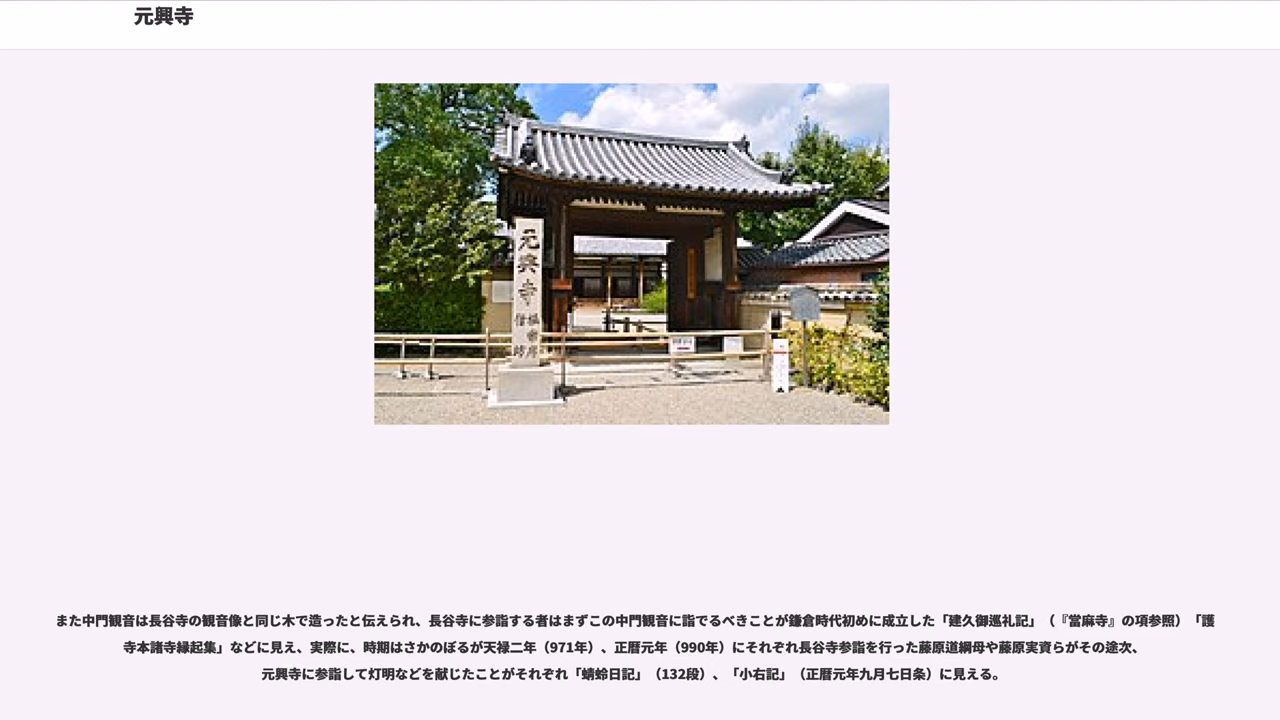 元興寺
元興寺
極楽坊
また中門観音は長谷寺の観音像と同じ木で造ったと伝えられ、長谷寺に参詣する者はまずこの中門観音に詣でるべきことが鎌倉時代初めに成立した「建久御巡礼記」（『當麻寺』の項参照）「護
寺本諸寺縁起集」などに見え、実際に、時期はさかのぼるが天禄二年（971年）、正暦元年（990年）にそれぞれ長谷寺参詣を行った藤原道綱母や藤原実資らがその途次、
元興寺に参詣して灯明などを献じたことがそれぞれ「蜻蛉日記」（132段）、「小右記」（正暦元年九月七日条）に見える。